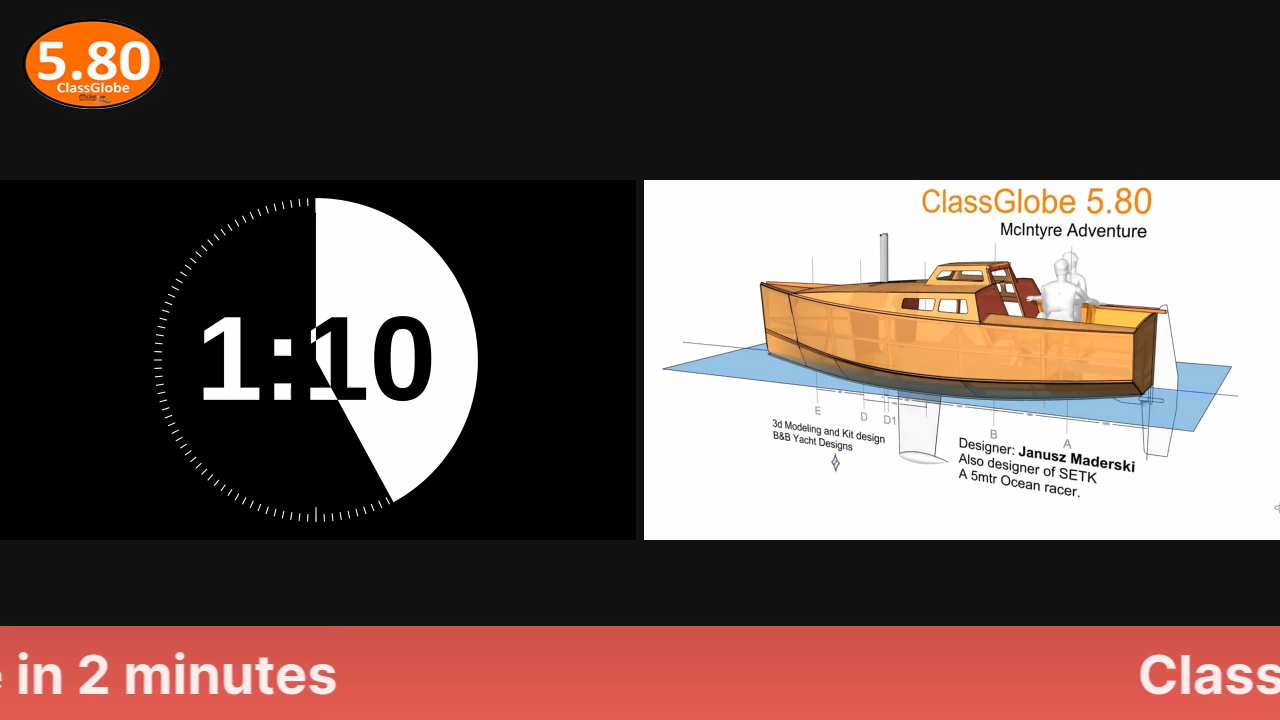 5.80
ClassGlobe
1:10
ClassGlobe 5.80
McIntyre Adventure
E
D
D1
B
A
3d Modeling and Kit design
B&B Yacht Designs
Designer: Janusz Maderski
Also designer of SETK
A 5mtr Ocean racer.
in 2 minutes
Class